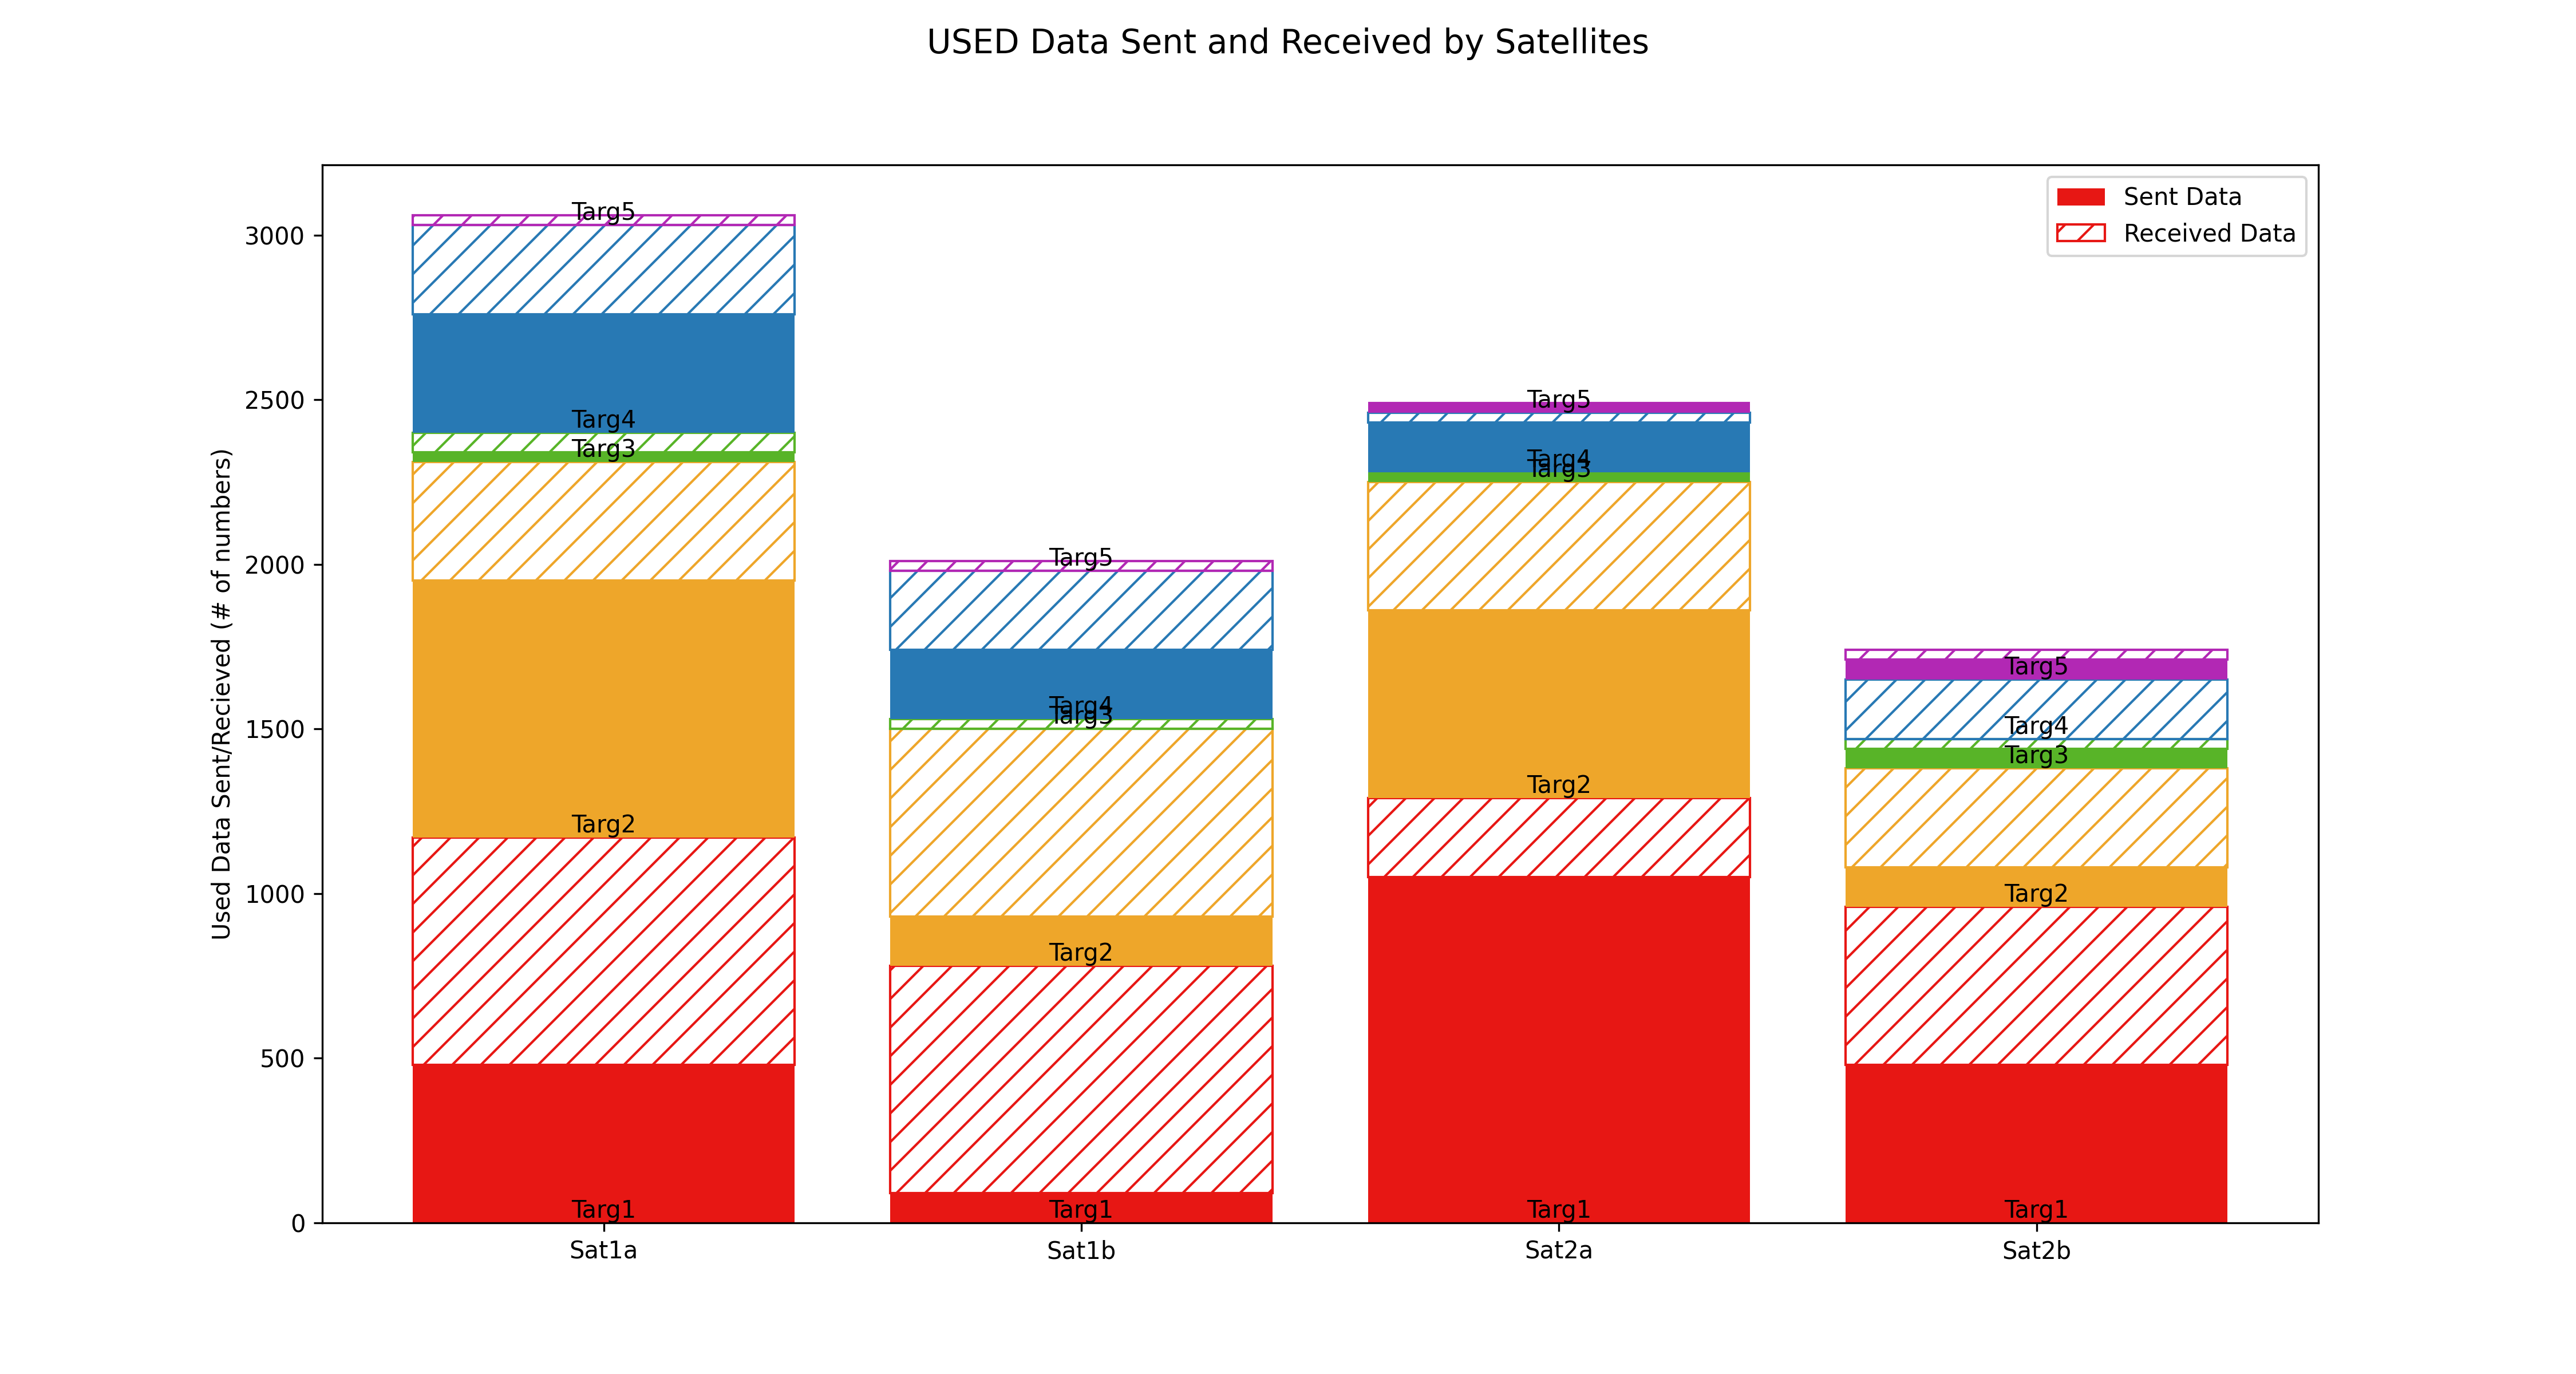 USED Data Sent and Received by Satellites
Used Data Sent/Recieved (# of numbers)
3000
2500
2000
1500
1000
500
0
Sent Data
Received Data
Targ5
Targ4
Targ3
Targ2
Targ1
Targ5
Targ4
Targ3
Targ2
Targ1
Targ5
Targ4
Targ3
Targ2
Targ1
Targ5
Targ4
Targ3
Targ2
Targ1
Sat1a
Sat1b
Sat2a
Sat2b